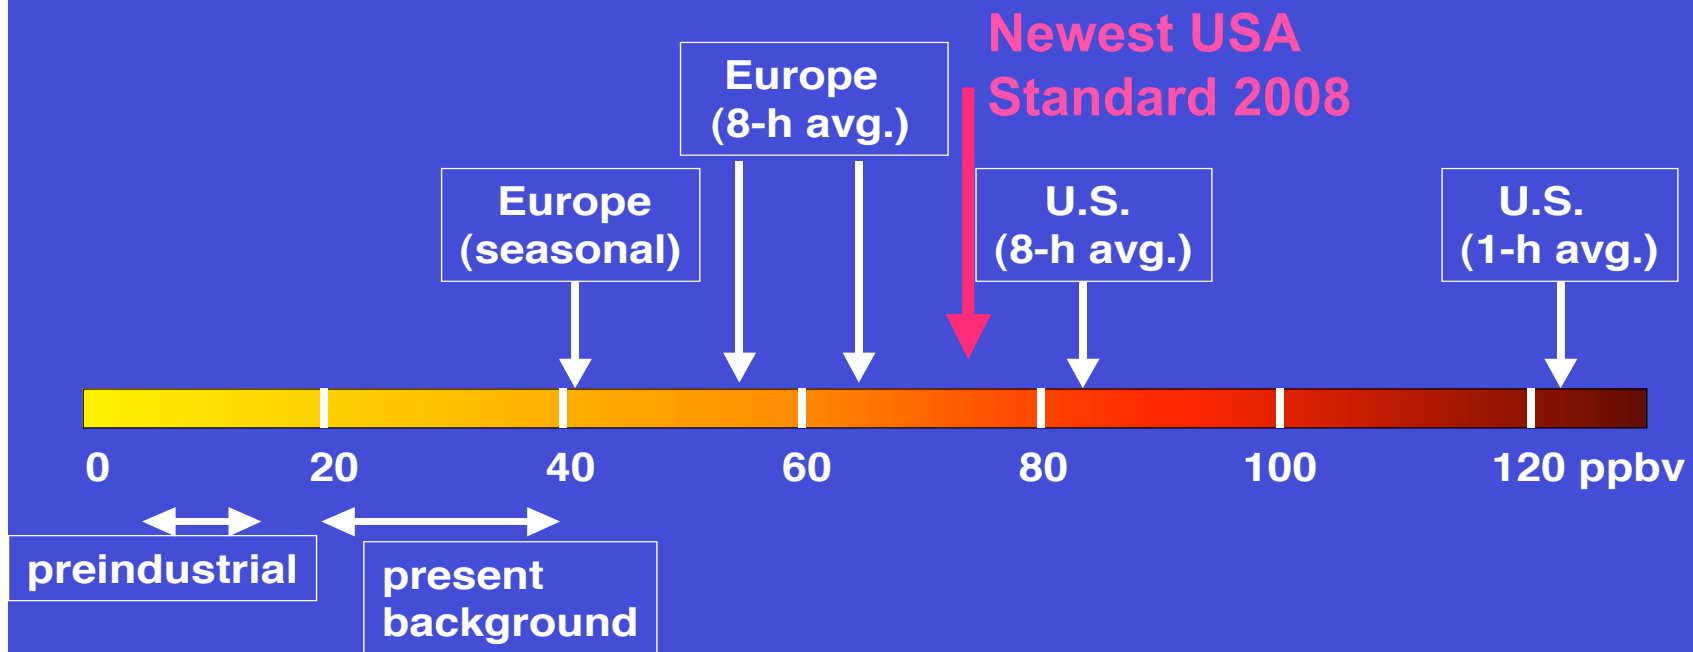 Newest USA
Standard 2008
Europe
(8-h avg.)
Europe
(seasonal)
U.S.
(8-h avg.)
U.S.
(1-h avg.)
0 20 40 60 80 100 120 ppbv
preindustrial
present
background